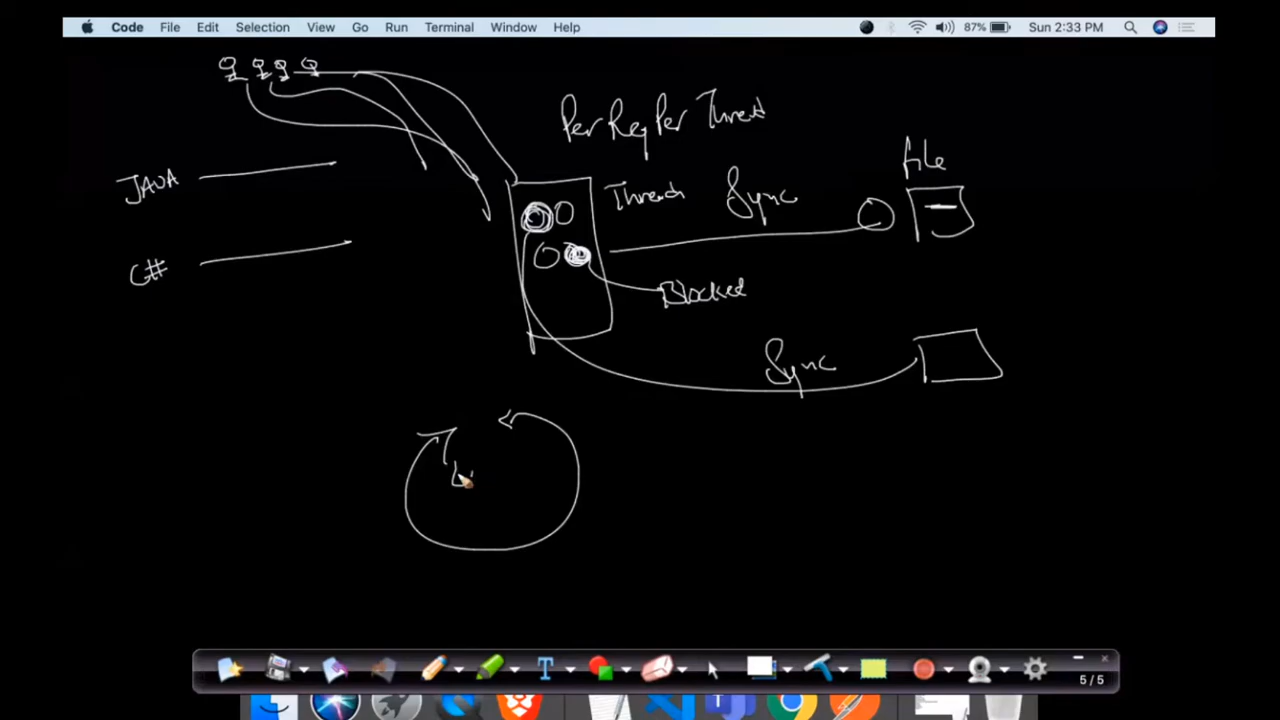 Code File Edit Selection View Go Run Terminal Window Help 87% Sun 2:33 PM
Per Req Per Thread
file
JAVA
Thread Sync
C#
Blocked
Sync
T
5 / 5